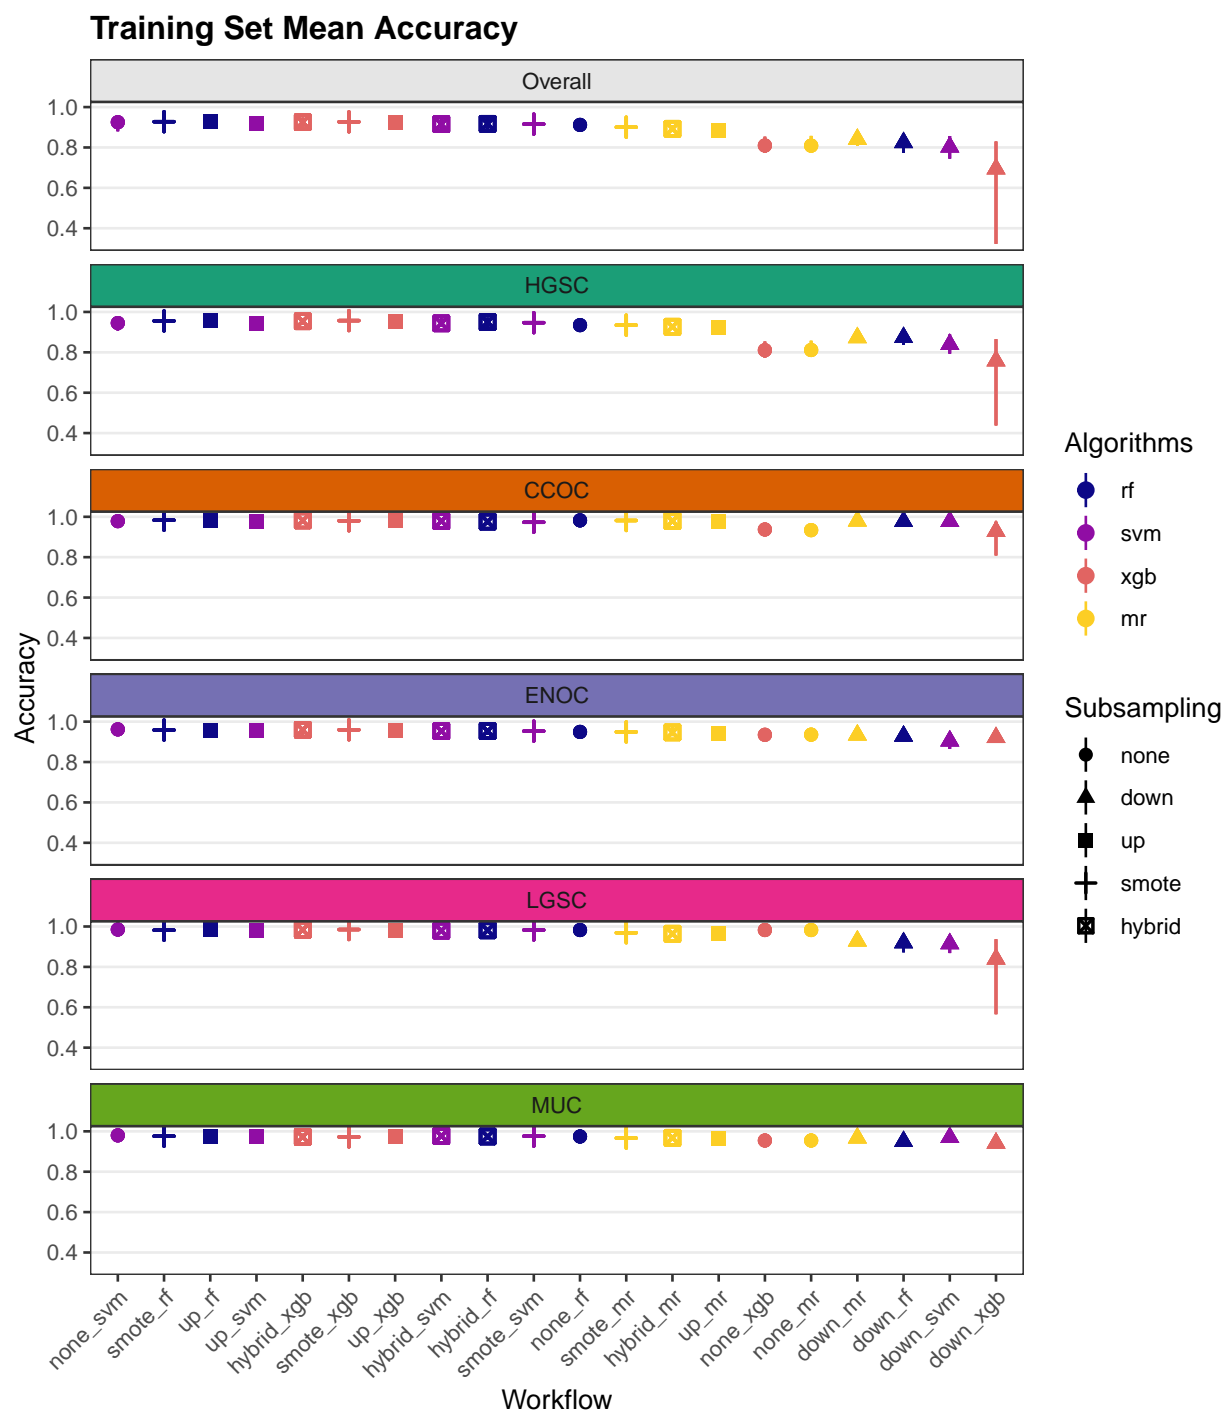 Training Set Mean Accuracy
Overall
1.0
0.8
0.6
0.4
HGSC
1.0
0.8
0.6
0.4
CCOC
1.0
0.8
0.6
0.4
ENOC
1.0
0.8
0.6
0.4
LGSC
1.0
0.8
0.6
0.4
MUC
1.0
0.8
0.6
0.4
Accuracy
none_svm
smote_rf
up_rf
up_svm
hybrid_xgb
smote_xgb
up_xgb
hybrid_svm
hybrid_rf
smote_svm
none_rf
smote_mr
hybrid_mr
up_mr
none_xgb
none_mr
down_mr
down_rf
down_svm
down_xgb
Workflow
Algorithms
rf
svm
xgb
mr
Subsampling
none
down
up
smote
hybrid